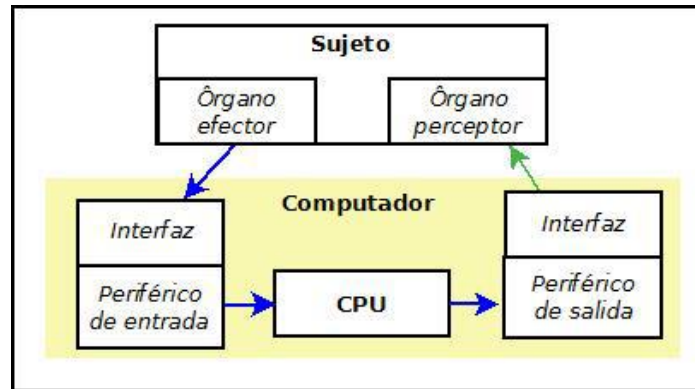 Sujeto
Ôrgano
efector
Ôrgano
perceptor
Computador
Interfaz
Periférico
de entrada
CPU
Interfaz
Periférico
de salida